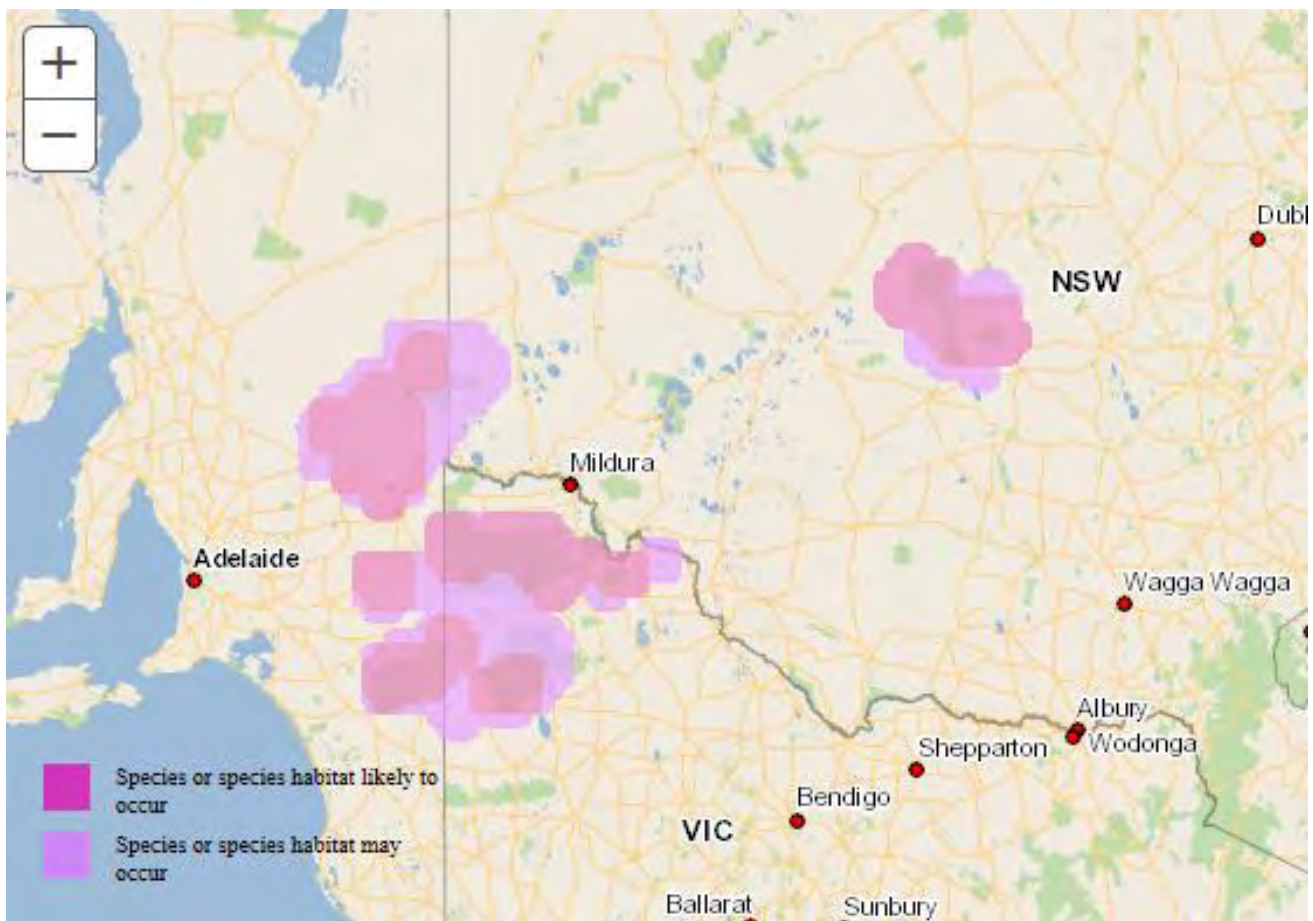 +
−
Dubl
NSW
Mildura
Adelaide
Wagga Wagga
Albury
Wodonga
Shepparton
Bendigo
VIC
Species or species habitat likely to
occur
Species or species habitat may
occur
Ballarat
Sunbury